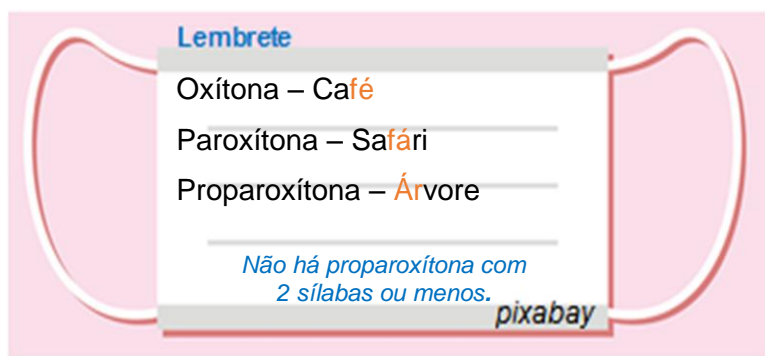 Lembrete
Oxítona – Café
Paroxítona – Safári
Proparoxítona – Árvore
Não há proparoxítona com
2 sílabas ou menos.
pixabay